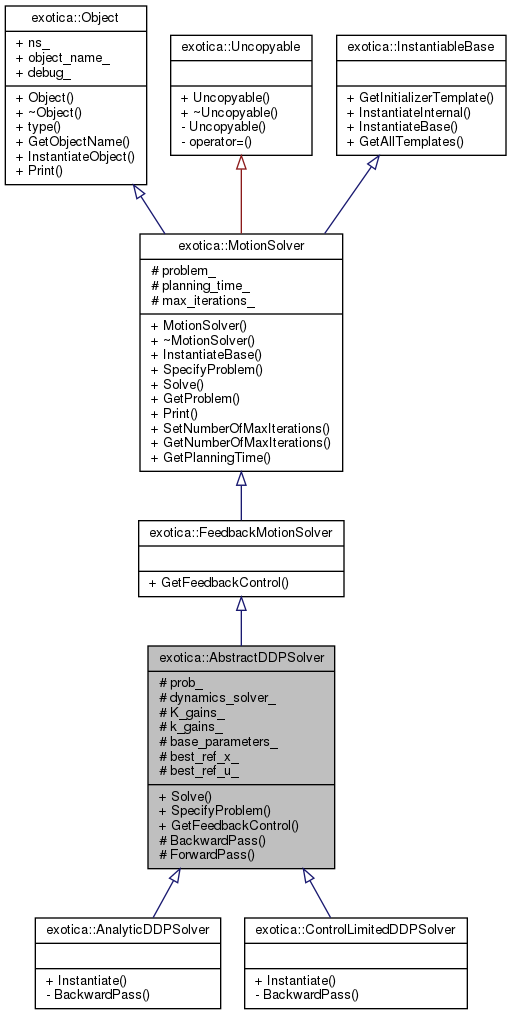 exotica::Object
+ ns_
+ object_name_
+ debug_
+ Object()
+ ~Object()
+ type()
+ GetObjectName()
+ InstantiateObject()
+ Print()
exotica::Uncopyable
+ Uncopyable()
+ ~Uncopyable()
- Uncopyable()
- operator=()
exotica::InstantiableBase
+ GetInitializerTemplate()
+ InstantiateInternal()
+ InstantiateBase()
+ GetAllTemplates()
exotica::MotionSolver
# problem_
# planning_time_
# max_iterations_
+ MotionSolver()
+ ~MotionSolver()
+ InstantiateBase()
+ SpecifyProblem()
+ Solve()
+ GetProblem()
+ Print()
+ SetNumberOfMaxIterations()
+ GetNumberOfMaxIterations()
+ GetPlanningTime()
exotica::FeedbackMotionSolver
+ GetFeedbackControl()
exotica::AbstractDDPSolver
# prob_
# dynamics_solver_
# K_gains_
# k_gains_
# base_parameters_
# best_ref_x_
# best_ref_u_
+ Solve()
+ SpecifyProblem()
+ GetFeedbackControl()
# BackwardPass()
# ForwardPass()
exotica::AnalyticDDPSolver
+ Instantiate()
- BackwardPass()
exotica::ControlLimitedDDPSolver
+ Instantiate()
- BackwardPass()